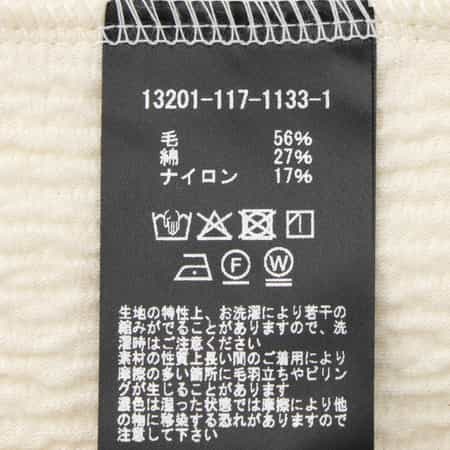 13201-117-1133-1
毛 56%
綿 27%
ナイロン 17%
F W
生地の特性上、お洗濯により若干の
組みがでることがありますので、洗
濯時はご注意ください
素材の性質上長い間のご着用により
摩擦の多い箇所に毛羽立ちやピリン
グが生じることがあります
濃色は湿った状態では摩擦により他
の物に移染する恐れがありますので
注意して下さい